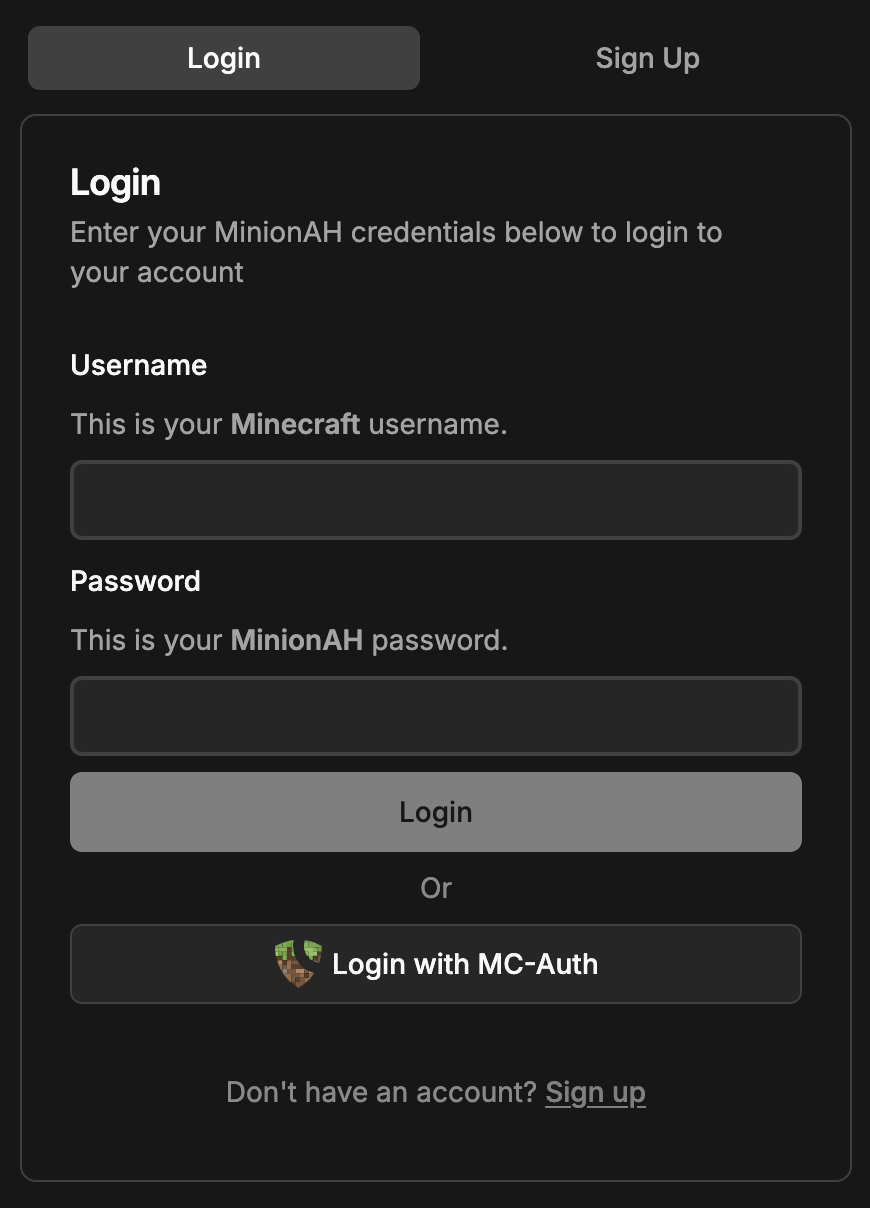 Login
Sign Up
Login
Enter your MinionAH credentials below to login to
your account
Username
This is your Minecraft username.
Password
This is your MinionAH password.
Login
Or
Login with MC-Auth
Don't have an account? Sign up